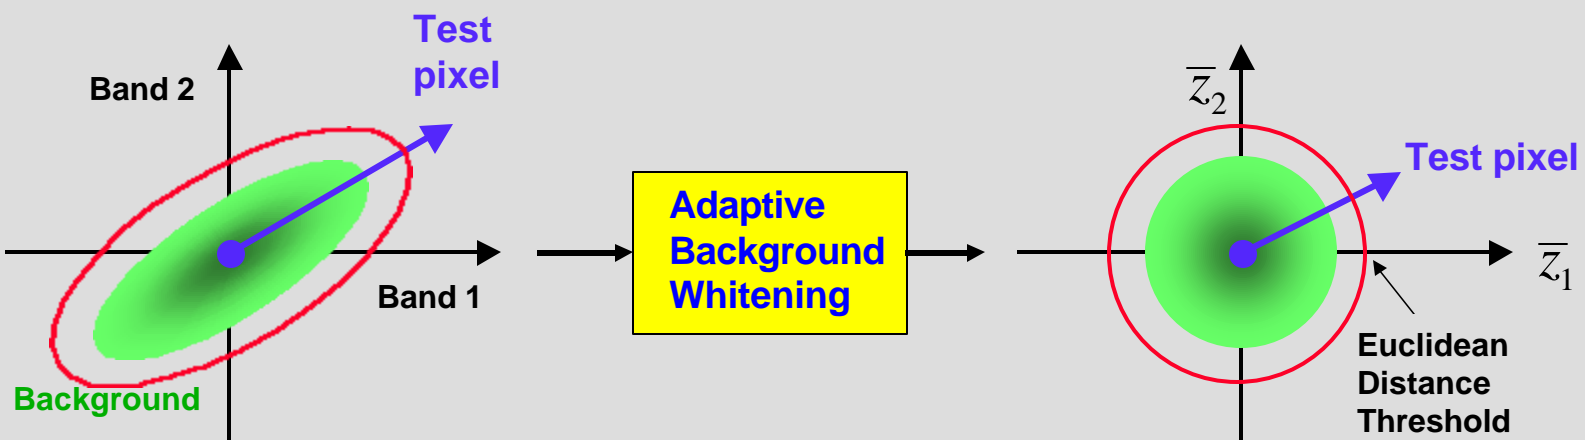 Test
pixel
Band 2
Band 1
Background
Adaptive
Background
Whitening
z̅₂
Test pixel
z̅₁
Euclidean
Distance
Threshold